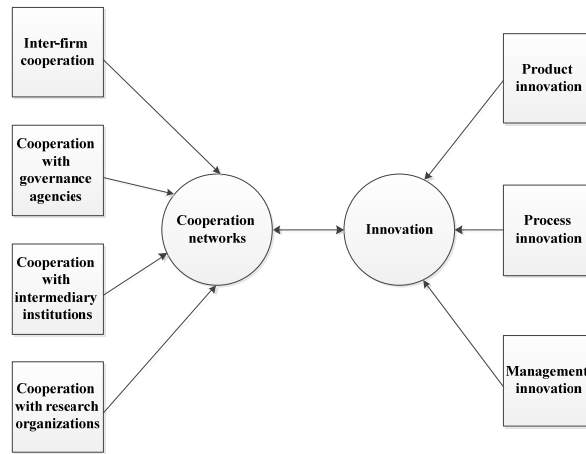 Inter-firm
cooperation
Cooperation
with
governance
agencies
Cooperation
with
intermediary
institutions
Cooperation
with research
organizations
Cooperation
networks
Innovation
Product
innovation
Process
innovation
Management
innovation